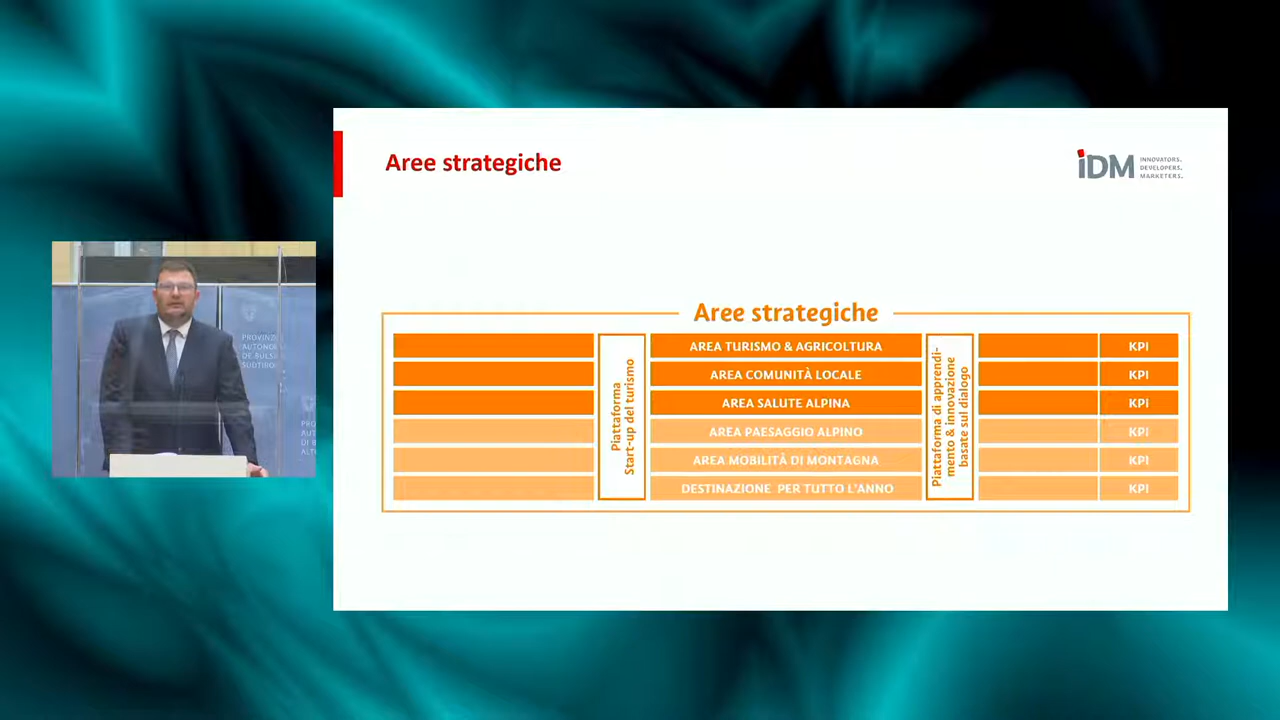 Aree strategiche
iDM
INNOVATORS.
DEVELOPERS.
MARKETERS.
Aree strategiche
Piattaforma
Start-up del turismo
AREA TURISMO & AGRICOLTURA
AREA COMUNITÀ LOCALE
AREA SALUTE ALPINA
AREA PAESAGGIO ALPINO
AREA MOBILITÀ DI MONTAGNA
DESTINAZIONE PER TUTTO L'ANNO
Piattaforma di apprendi-
mento & innovazione
basate sul dialogo
KPI
KPI
KPI
KPI
KPI
KPI
AUTONO
SÜDTIROL